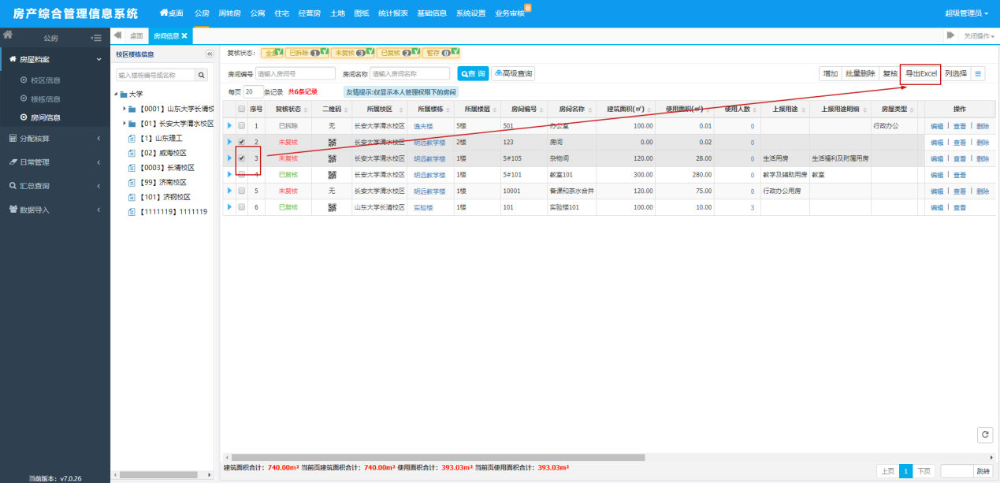 房产综合管理信息系统 桌面 公房 周转房 公寓 住宅 经营房 土地 图纸 统计报表 基础信息 系统设置 业务审核 0 超级管理员
公房 桌面 房间信息 关闭操作
房屋档案
校区信息
楼栋信息
房间信息
分配核算
日常管理
汇总查询
数据导入
当前版本：v7.0.26
校区楼栋信息
输入楼栋编号或名称
大学
【0001】山东大学长清校
【01】长安大学渭水校区
【1】山东理工
【02】威海校区
【0003】长清校区
【99】济南校区
【101】济钢校区
【1111119】1111119
复核状态： 全部 已拆除 1 未复核 3 已复核 2 暂存 0
房间编号 请输入房间号 房间名称 请输入房间名称 查 询 高级查询 增加 批量删除 复核 导出Excel 列选择
每页 20 条记录 共6条记录 友情提示:仅显示本人管理权限下的房间
序号 复核状态 二维码 所属校区 所属楼栋 所属楼层 房间编号 房间名称 建筑面积(㎡) 使用面积(㎡) 使用人数 上报用途 上报用途明细 房屋类型 操作
1 已拆除 无 长安大学渭水校区 逸夫楼 5楼 501 办公室 100.00 0.01 0 行政办公 编辑 | 查看 | 删除
2 未复核 长安大学渭水校区 明远教学楼 2楼 123 房间 0.00 0.02 0 编辑 | 查看 | 删除
3 未复核 长安大学渭水校区 明远教学楼 1楼 5#105 杂物间 120.00 28.00 0 生活用房 生活福利及附属用房 编辑 | 查看 | 删除
4 已复核 长安大学渭水校区 明远教学楼 1楼 5#101 教室101 300.00 280.00 0 教学及辅助用房 教室 编辑 | 查看
5 未复核 无 长安大学渭水校区 明远教学楼 1楼 10001 备课和茶水合并 120.00 75.00 0 行政办公用房 编辑 | 查看 | 删除
6 已复核 山东大学长清校区 实验楼 1楼 101 实验楼101 100.00 10.00 3 编辑 | 查看
建筑面积合计：740.00m² 当前页建筑面积合计：740.00m² 使用面积合计：393.03m² 当前页使用面积合计：393.03m²
上页 1 下页 跳转